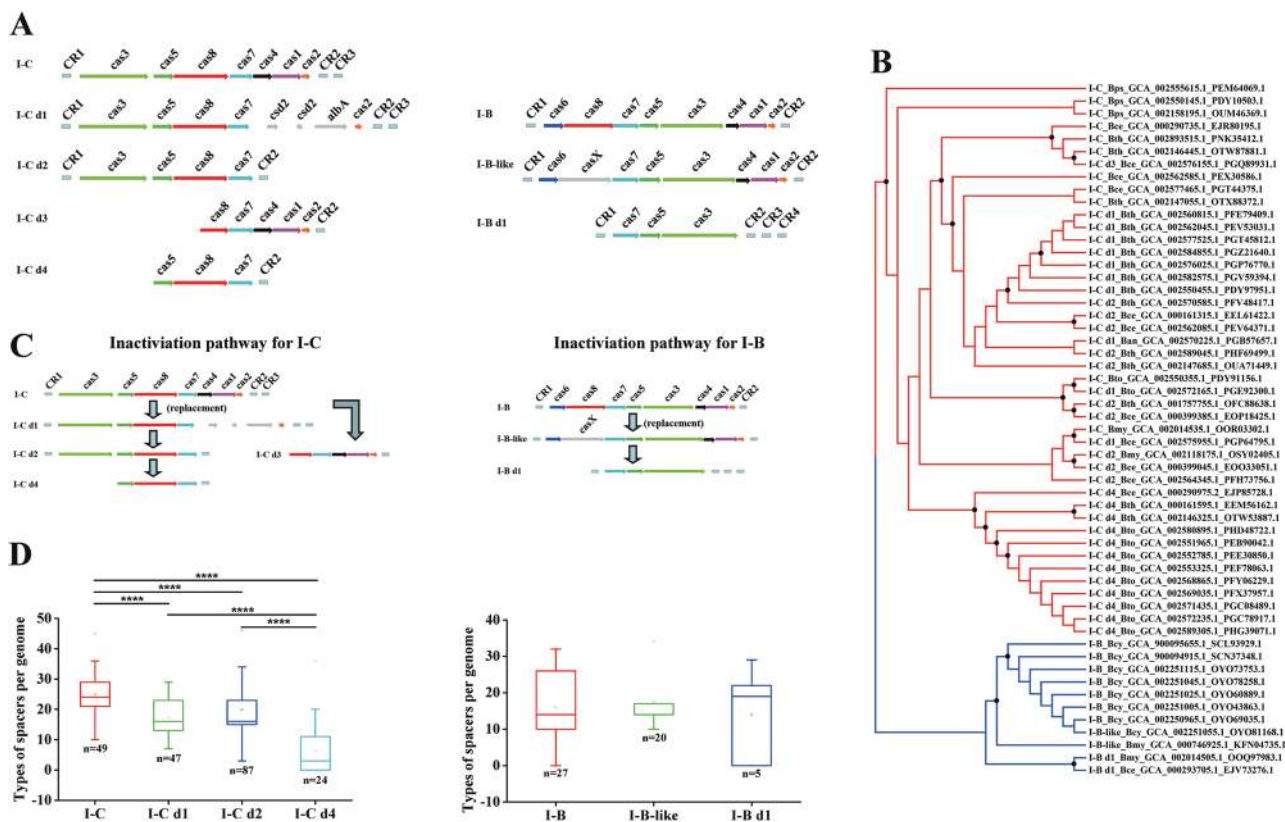 A
I-C
CR1 cas3 cas5 cas8 cas7 cas4 cas1 cas2 CR2 CR3
I-C d1
CR1 cas3 cas5 cas8 cas7 csd2 csd2 albA cas2 CR2 CR3
I-C d2
CR1 cas3 cas5 cas8 cas7 CR2
I-C d3
cas8 cas7 cas4 cas1 cas2 CR2
I-C d4
cas5 cas8 cas7 CR2
I-B
CR1 cas6 cas8 cas7 cas5 cas3 cas4 cas1 cas2 CR2
I-B-like
CR1 cas6 casX cas7 cas5 cas3 cas4 cas1 cas2 CR2
I-B d1
CR1 cas7 cas5 cas3 CR2 CR3 CR4
B
I-C_Bps_GCA_002555615.1_PEM64069.1
I-C_Bps_GCA_002550145.1_PDY10503.1
I-C_Bps_GCA_002158195.1_OUM46369.1
I-C_Bce_GCA_000290735.1_EJR80195.1
I-C_Bth_GCA_002893515.1_PNK35412.1
I-C_Bth_GCA_002146445.1_OTW87881.1
I-C d3_Bce_GCA_002576155.1_PGQ89931.1
I-C_Bce_GCA_002562585.1_PEX30586.1
I-C_Bce_GCA_002577465.1_PGT44375.1
I-C_Bth_GCA_002147055.1_OTX88372.1
I-C d1_Bth_GCA_002560815.1_PFE79409.1
I-C d1_Bth_GCA_002562045.1_PEV53031.1
I-C d1_Bth_GCA_002577525.1_PGT45812.1
I-C d1_Bth_GCA_002584855.1_PGZ21640.1
I-C d1_Bth_GCA_002576025.1_PGP76770.1
I-C d1_Bth_GCA_002582575.1_PGV59394.1
I-C d1_Bth_GCA_002550455.1_PDY97951.1
I-C d2_Bth_GCA_002570585.1_PFV48417.1
I-C d2_Bce_GCA_000161315.1_EEL61422.1
I-C d2_Bce_GCA_002562085.1_PEV64371.1
I-C d1_Ban_GCA_002570225.1_PGB57657.1
I-C d2_Bth_GCA_002589045.1_PHF69499.1
I-C d2_Bth_GCA_002147685.1_OUA71449.1
I-C_Bto_GCA_002550355.1_PDY91156.1
I-C d1_Bto_GCA_002572165.1_PGE92300.1
I-C d2_Bth_GCA_001757755.1_OFC88638.1
I-C d2_Bce_GCA_000399385.1_EOP18425.1
I-C_Bmy_GCA_002014535.1_OOR03302.1
I-C d1_Bce_GCA_002575955.1_PGP64795.1
I-C d2_Bmy_GCA_002118175.1_OSY02405.1
I-C d2_Bce_GCA_000399045.1_EOO33051.1
I-C d2_Bce_GCA_002564345.1_PFH73756.1
I-C d4_Bce_GCA_000290975.2_EJP85728.1
I-C d4_Bth_GCA_000161595.1_EEM56162.1
I-C d4_Bth_GCA_002146325.1_OTW53887.1
I-C d4_Bto_GCA_002580895.1_PHD48722.1
I-C d4_Bto_GCA_002551965.1_PEB90042.1
I-C d4_Bto_GCA_002552785.1_PEE30850.1
I-C d4_Bto_GCA_002553325.1_PEF78063.1
I-C d4_Bto_GCA_002568865.1_PFY06229.1
I-C d4_Bto_GCA_002569035.1_PFX37957.1
I-C d4_Bto_GCA_002571435.1_PGC08489.1
I-C d4_Bto_GCA_002572235.1_PGC78917.1
I-C d4_Bto_GCA_002589305.1_PHG39071.1
I-B_Bcy_GCA_900095655.1_SCL93929.1
I-B_Bcy_GCA_900094915.1_SCN37348.1
I-B_Bcy_GCA_002251115.1_OYO73753.1
I-B_Bcy_GCA_002251045.1_OYO78258.1
I-B_Bcy_GCA_002251025.1_OYO60889.1
I-B_Bcy_GCA_002251005.1_OYO43863.1
I-B_Bcy_GCA_002250965.1_OYO69035.1
I-B-like_Bcy_GCA_002251055.1_OYO81168.1
I-B-like_Bmy_GCA_000746925.1_KFN04735.1
I-B d1_Bmy_GCA_002014505.1_OOQ97983.1
I-B d1_Bce_GCA_000293705.1_EJV73276.1
C
Inactiviation pathway for I-C
CR1 cas3 cas5 cas8 cas7 cas4 cas1 cas2 CR2 CR3
I-C
(replacement)
I-C d1
I-C d2
I-C d3
I-C d4
Inactiviation pathway for I-B
CR1 cas6 cas8 cas7 cas5 cas3 cas4 cas1 cas2 CR2
I-B
casX (replacement)
I-B-like
I-B d1
D
Types of spacers per genome
50
40
30
20
10
0
-10
**** **** **** **** ****
n=49 n=47 n=87 n=24
I-C I-C d1 I-C d2 I-C d4
Types of spacers per genome
40
30
20
10
0
-10
n=27 n=20 n=5
I-B I-B-like I-B d1